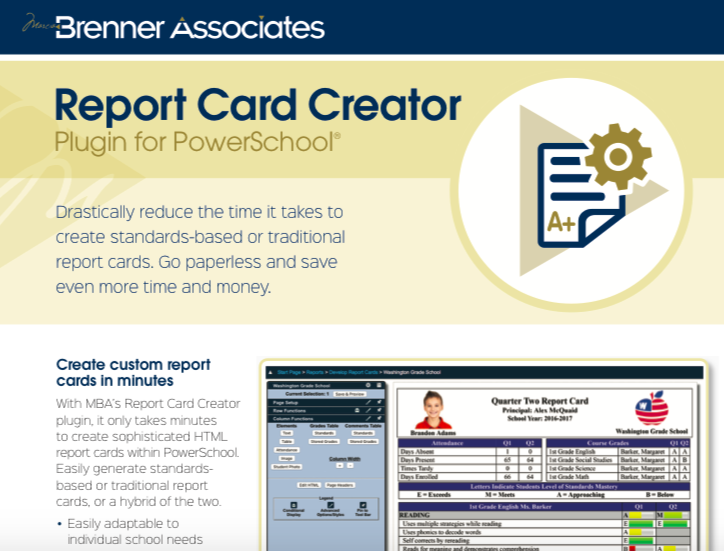 Marcia Brenner Associates
Report Card Creator
Plugin for PowerSchool®
A+
Drastically reduce the time it takes to
create standards-based or traditional
report cards. Go paperless and save
even more time and money.
Create custom report
cards in minutes
With MBA's Report Card Creator
plugin, it only takes minutes
to create sophisticated HTML
report cards within PowerSchool.
Easily generate standards-
based or traditional report
cards, or a hybrid of the two.
• Easily adaptable to
individual school needs
Start Page > Reports > Develop Report Cards > Washington Grade School
Washington Grade School
Current Selection: 1 Save & Preview
Page Setup
Row Functions
Column Functions
Elements Grades Table Comments Table
Text Standards Standards
Table Stored Grades Stored Grades
Attendance
Image Column Width
Student Photo + -
Edit HTML Page Headers
Legend
Conditional Display Advanced Options/Styles Pin to Tool Bar
Brandon Adams
Quarter Two Report Card
Principal: Alex McQuaid
School Year: 2016-2017
Washington Grade School
Attendance Q1 Q2 Course Grades Q1 Q2
Days Absent 1 0 1st Grade English Barker, Margaret A A
Days Present 65 64 1st Grade Social Studies Barker, Margaret A B
Times Tardy 0 0 1st Grade Science Barker, Margaret A A
Days Enrolled 66 64 1st Grade Math Barker, Margaret A A
Letters Indicate Students Level of Standards Mastery
E = Exceeds M = Meets A = Approaching B = Below
1st Grade English Ms. Barker Q1 Q2
READING A M
Uses multiple strategies while reading E E
Uses phonics to decode words A
Self corrects by rereading E
Reads for meaning and demonstrates comprehension B A